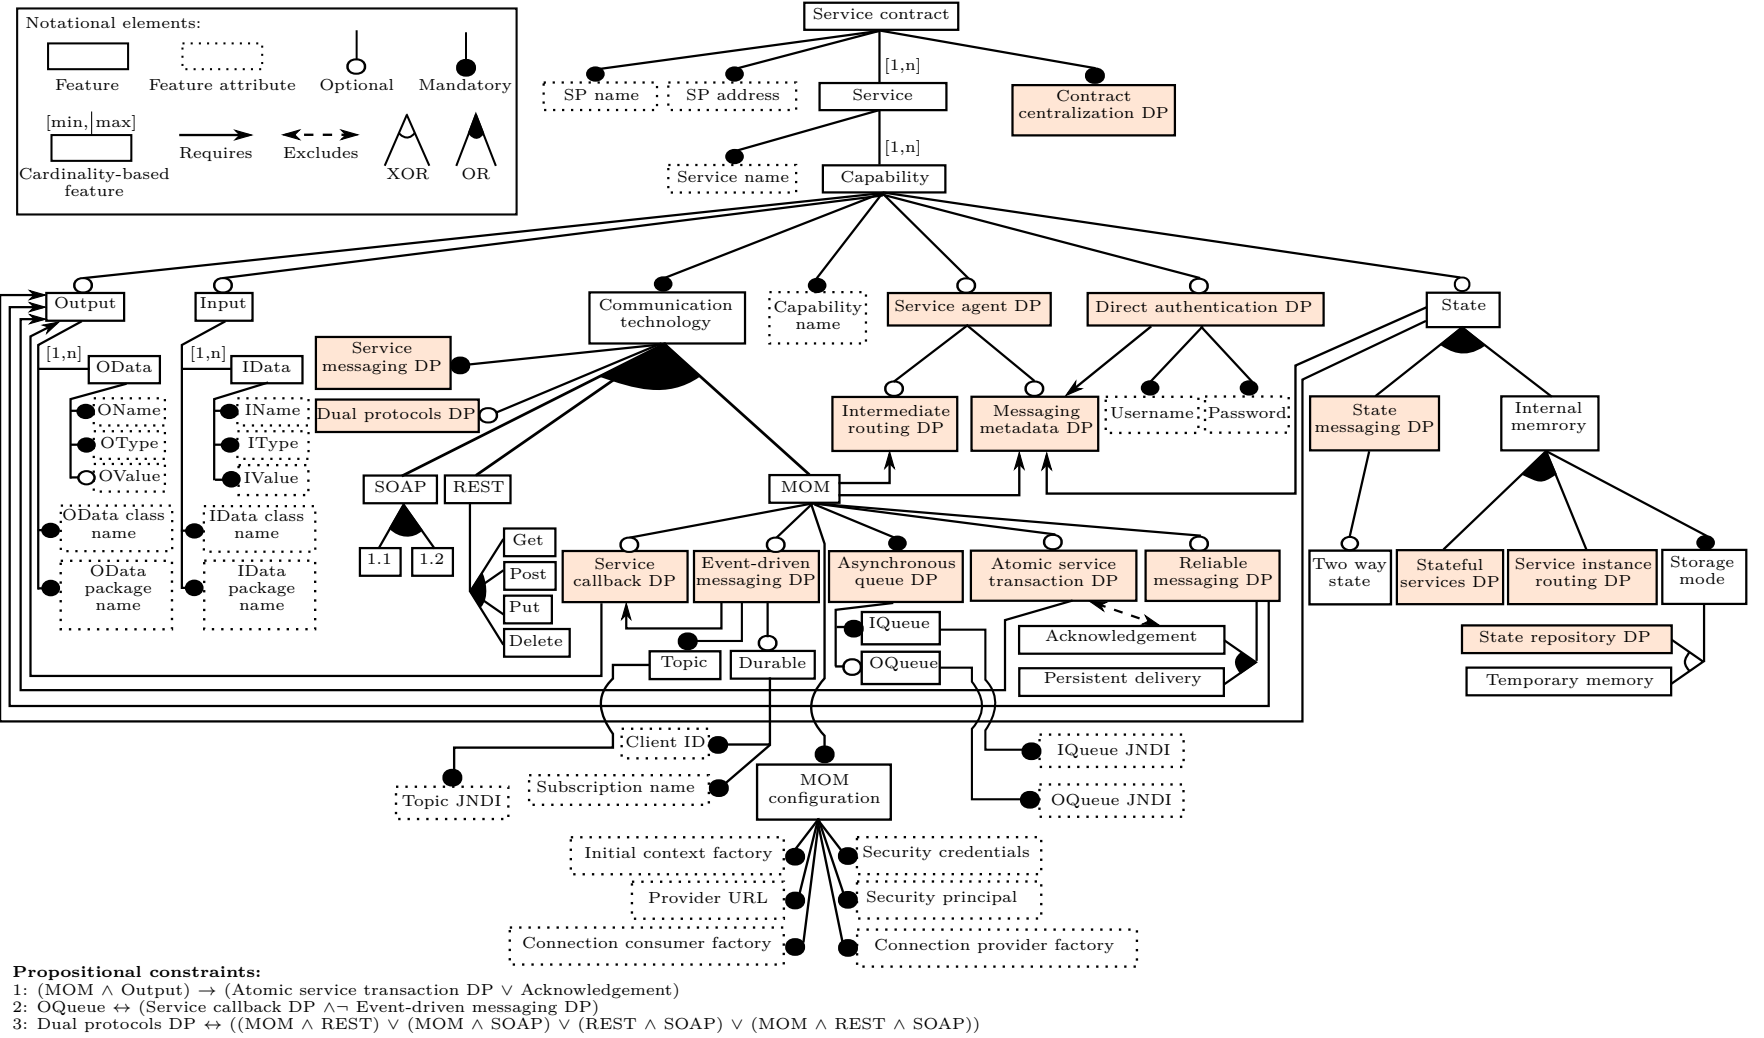 Notational elements:
Feature
Feature attribute
Optional
Mandatory
[min, max]
Cardinality-based
feature
Requires
Excludes
XOR
OR
Service contract
[1,n]
SP name
SP address
Service
Contract
centralization DP
[1,n]
Service name
Capability
Output
Input
Communication
technology
Capability
name
Service agent DP
Direct authentication DP
State
[1,n]
OData
OName
OType
OValue
OData class
name
OData
package
name
[1,n]
IData
IName
IType
IValue
IData class
name
IData
package
name
Service
messaging DP
Dual protocols DP
SOAP
REST
MOM
1.1
1.2
Get
Post
Put
Delete
Intermediate
routing DP
Messaging
metadata DP
Username
Password
State
messaging DP
Internal
memrory
Service
callback DP
Event-driven
messaging DP
Asynchronous
queue DP
Atomic service
transaction DP
Reliable
messaging DP
Two way
state
Stateful
services DP
Service instance
routing DP
Storage
mode
Topic
Durable
IQueue
OQueue
Acknowledgement
Persistent delivery
State repository DP
Temporary memory
Client ID
Subscription name
Topic JNDI
MOM
configuration
IQueue JNDI
OQueue JNDI
Initial context factory
Security credentials
Provider URL
Security principal
Connection consumer factory
Connection provider factory
Propositional constraints:
1: (MOM ∧ Output) → (Atomic service transaction DP ∨ Acknowledgement)
2: OQueue ↔ (Service callback DP ∧¬ Event-driven messaging DP)
3: Dual protocols DP ↔ ((MOM ∧ REST) ∨ (MOM ∧ SOAP) ∨ (REST ∧ SOAP) ∨ (MOM ∧ REST ∧ SOAP))